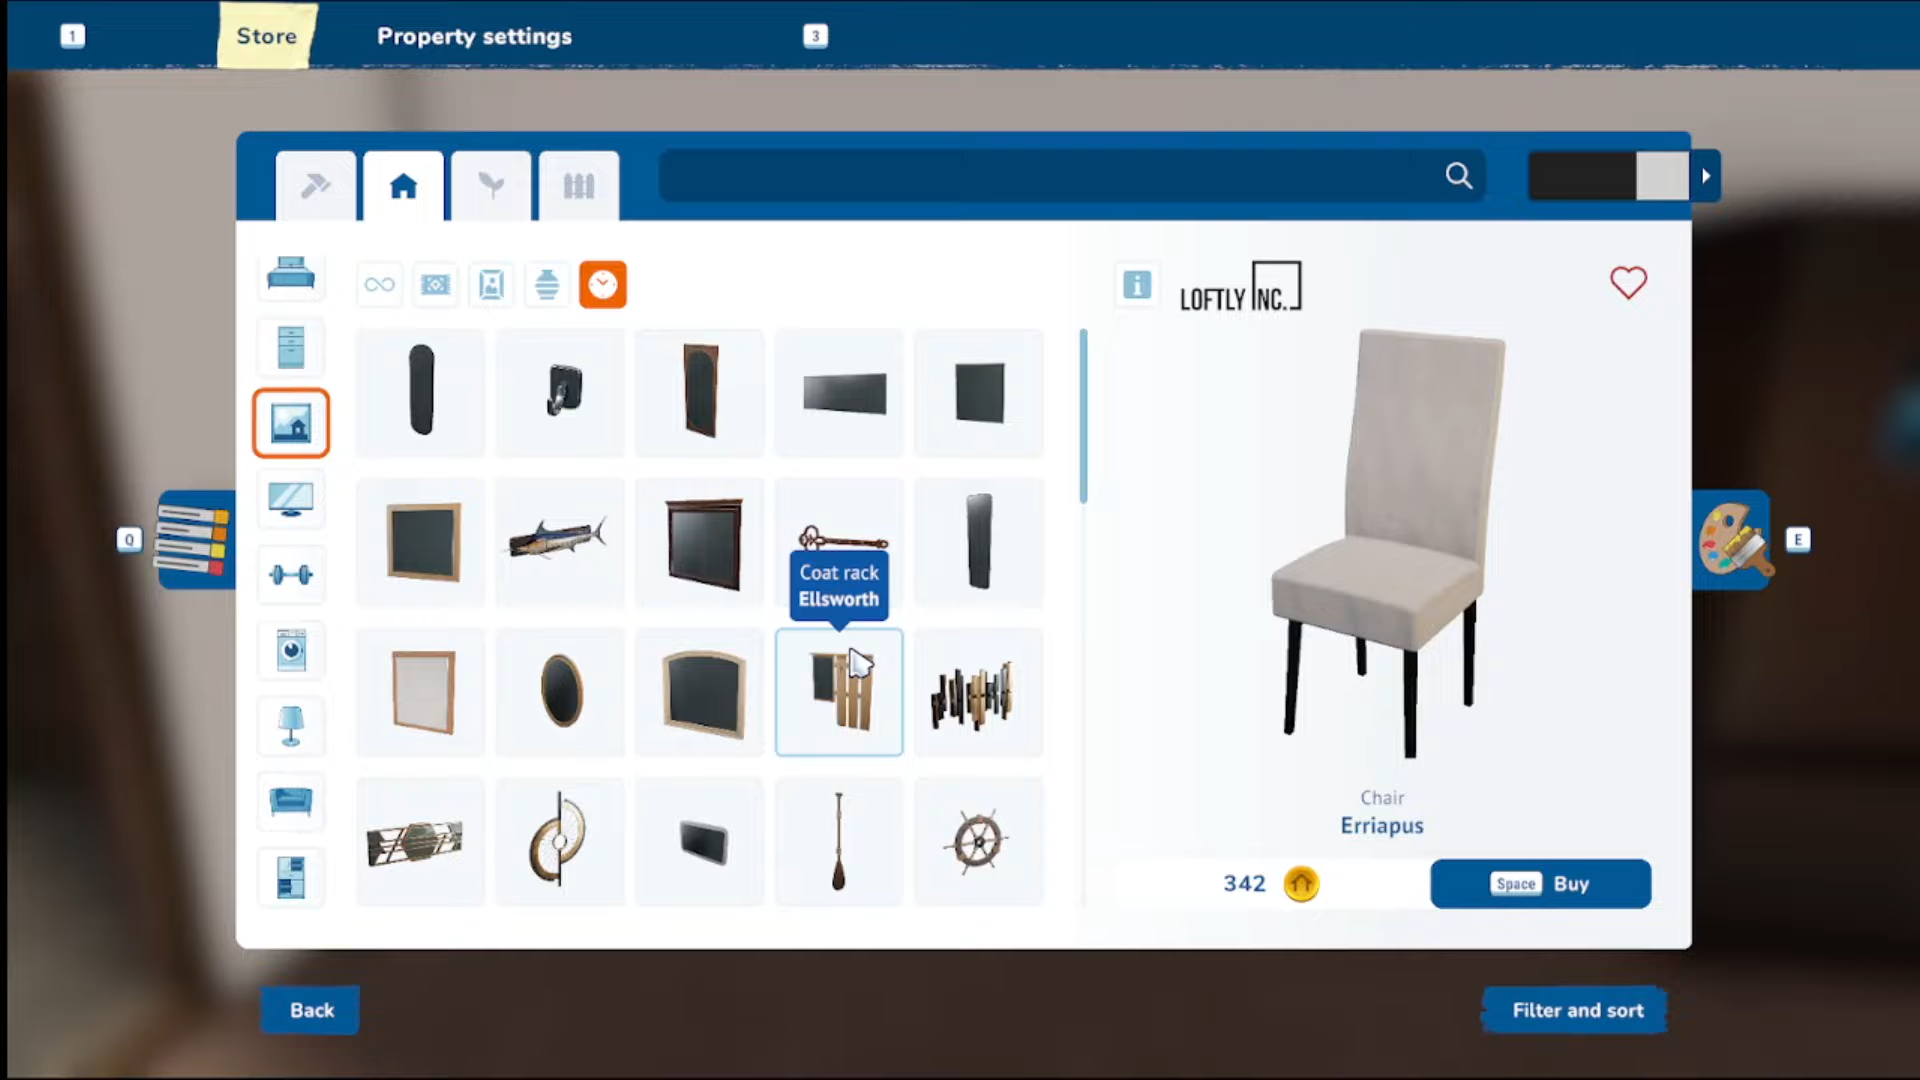 1
Store
Property settings
3
LOFTLY INC.
Q
E
Coat rack
Ellsworth
Chair
Erriapus
342
Space
Buy
Back
Filter and sort